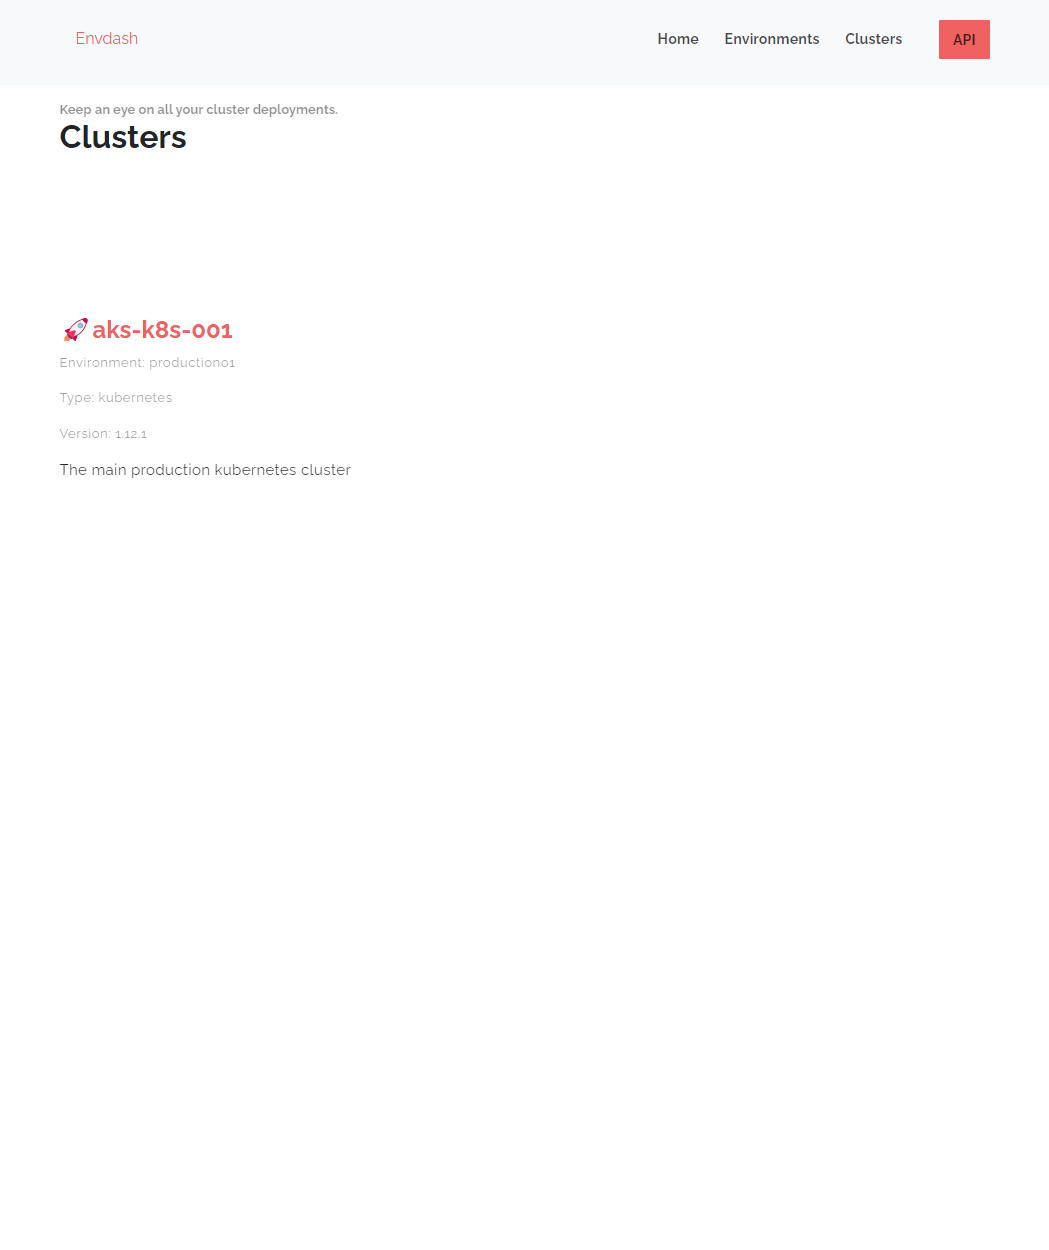 Envdash
Home Environments Clusters API
Keep an eye on all your cluster deployments.
Clusters
🚀 aks-k8s-001
Environment: production01
Type: kubernetes
Version: 1.12.1
The main production kubernetes cluster